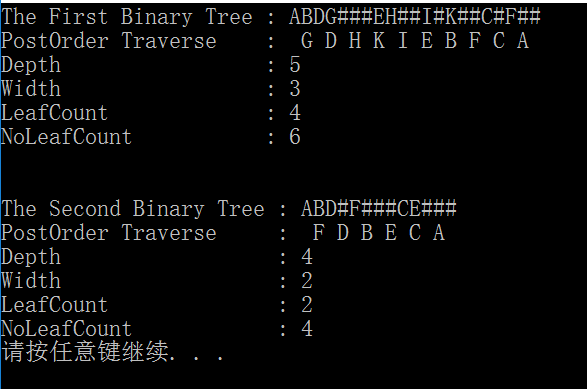 The First Binary Tree : ABDG###EH##I#K##C#F##
PostOrder Traverse    :  G D H K I E B F C A
Depth                 : 5
Width                 : 3
LeafCount             : 4
NoLeafCount           : 6
The Second Binary Tree : ABD#F###CE###
PostOrder Traverse     :  F D B E C A
Depth                  : 4
Width                  : 2
LeafCount              : 2
NoLeafCount            : 4
请按任意键继续. . .